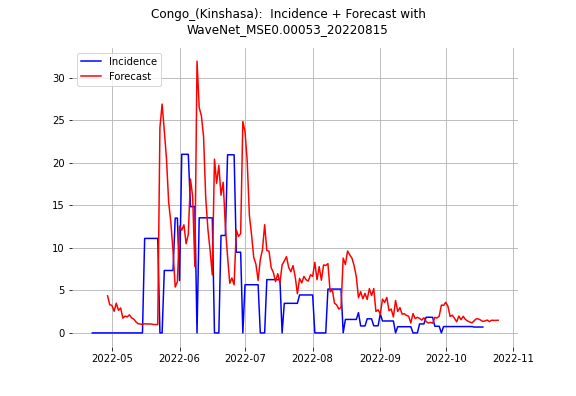 Congo_(Kinshasa):  Incidence + Forecast with
WaveNet_MSE0.00053_20220815
Incidence
Forecast
30
25
20
15
10
5
0
2022-05 2022-06 2022-07 2022-08 2022-09 2022-10 2022-11